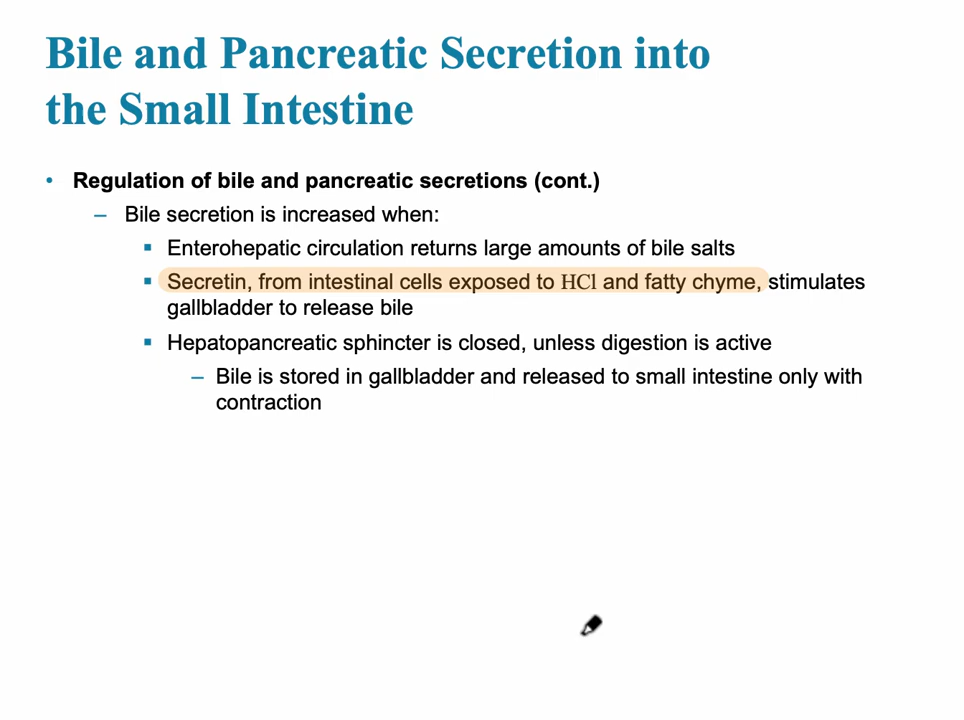 Bile and Pancreatic Secretion into
the Small Intestine
• Regulation of bile and pancreatic secretions (cont.)
– Bile secretion is increased when:
▪ Enterohepatic circulation returns large amounts of bile salts
▪ Secretin, from intestinal cells exposed to HCl and fatty chyme, stimulates
gallbladder to release bile
▪ Hepatopancreatic sphincter is closed, unless digestion is active
– Bile is stored in gallbladder and released to small intestine only with
contraction